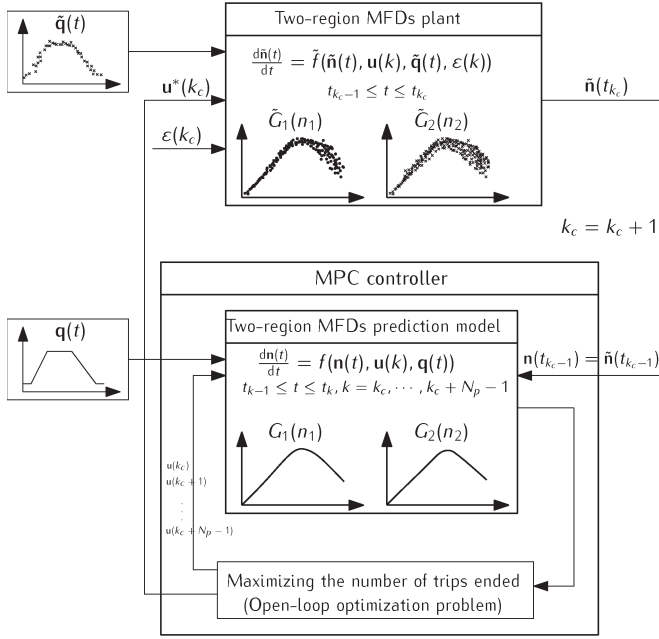 Two-region MFDs plant
q̃(t)
dñ(t)/dt = f̃(ñ(t), u(k), q̃(t), ε(k))
t_{k_c−1} ≤ t ≤ t_{k_c}
u*(k_c)
ñ(t_{k_c})
ε(k_c)
G̃₁(n₁)
G̃₂(n₂)
k_c = k_c + 1
MPC controller
q(t)
Two-region MFDs prediction model
dn(t)/dt = f(n(t), u(k), q(t))
t_{k−1} ≤ t ≤ t_k, k = k_c, ⋯, k_c + N_p − 1
n(t_{k_c−1}) = ñ(t_{k_c−1})
G₁(n₁)
G₂(n₂)
u(k_c)
u(k_c + 1)
.
.
.
u(k_c + N_p − 1)
Maximizing the number of trips ended
(Open-loop optimization problem)